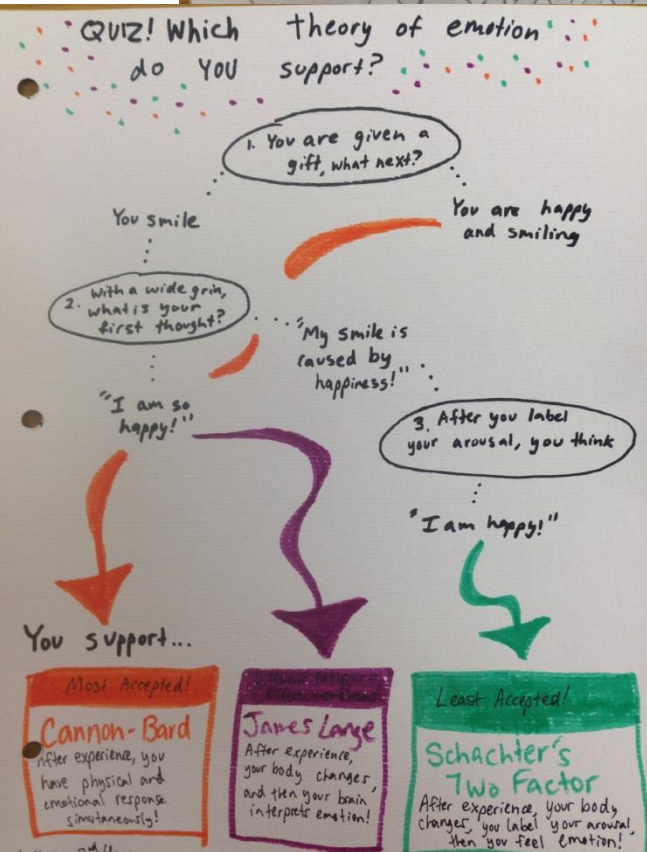 QUIZ! Which theory of emotion
do YOU support?
1. You are given a
gift, what next?
You smile
You are happy
and smiling
2. With a wide grin,
what is your
first thought?
"My smile is
caused by
happiness!"
"I am so
happy!"
3. After you label
your arousal, you think
"I am happy!"
You support...
Most Accepted!
Cannon-Bard
After experience, you
have physical and
emotional response
simutaneously!
James Lange
After experience,
your body changes,
and then your brain
interprets emotion!
Least Accepted!
Schachter's
Two Factor
After experience, your body
changes, you label your arousal,
then you feel emotion!